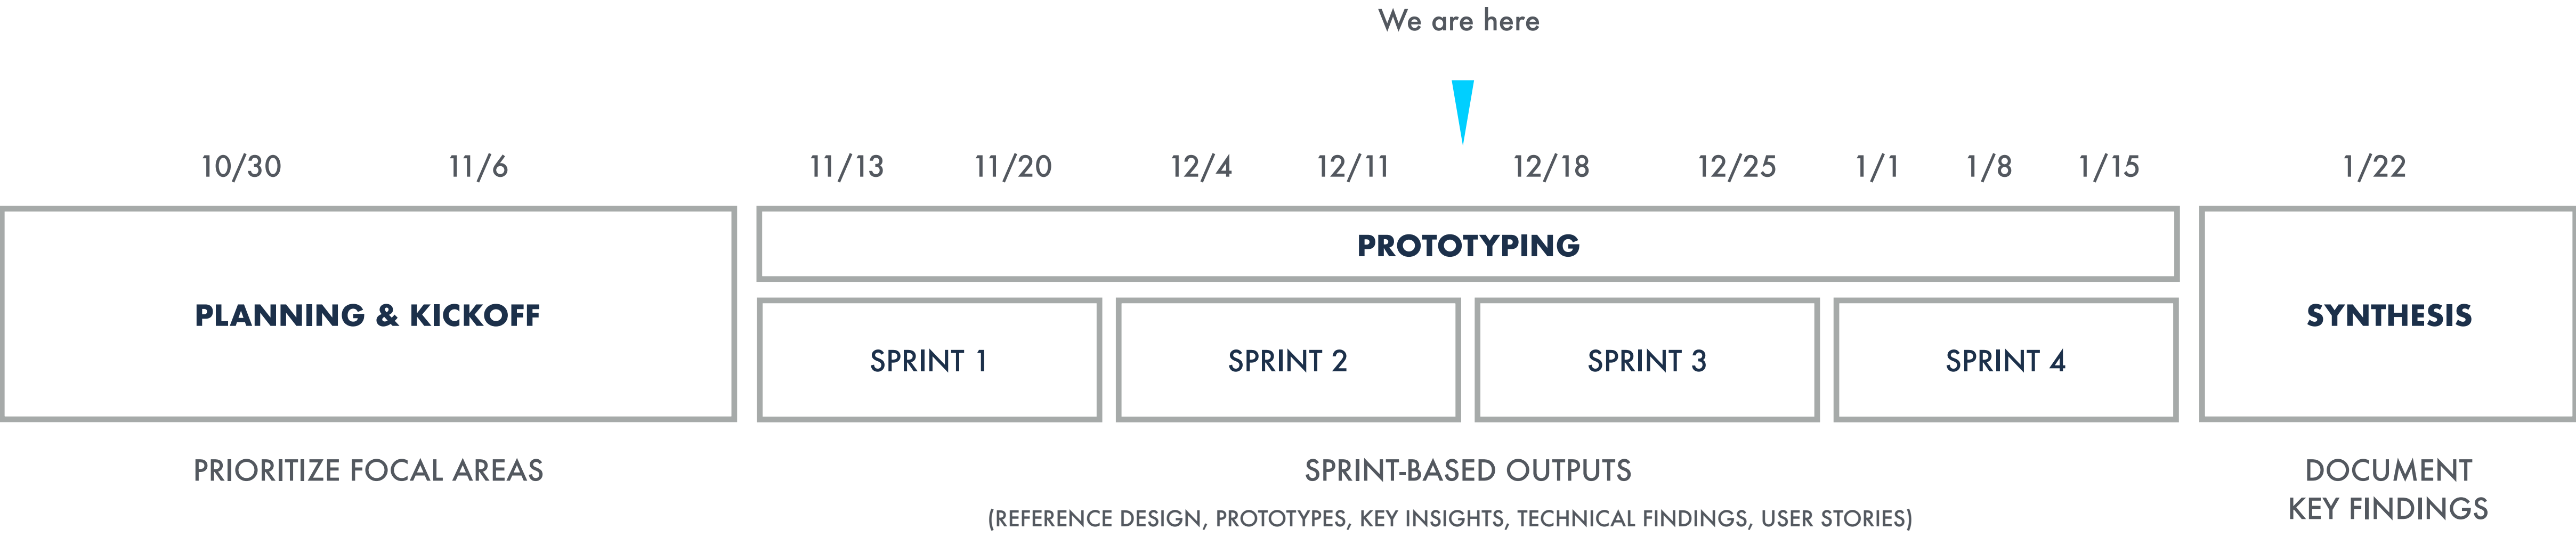 We are here
10/30 11/6 11/13 11/20 12/4 12/11 12/18 12/25 1/1 1/8 1/15 1/22
PROTOTYPING
PLANNING & KICKOFF
SYNTHESIS
SPRINT 1
SPRINT 2
SPRINT 3
SPRINT 4
PRIORITIZE FOCAL AREAS
SPRINT-BASED OUTPUTS
(REFERENCE DESIGN, PROTOTYPES, KEY INSIGHTS, TECHNICAL FINDINGS, USER STORIES)
DOCUMENT
KEY FINDINGS